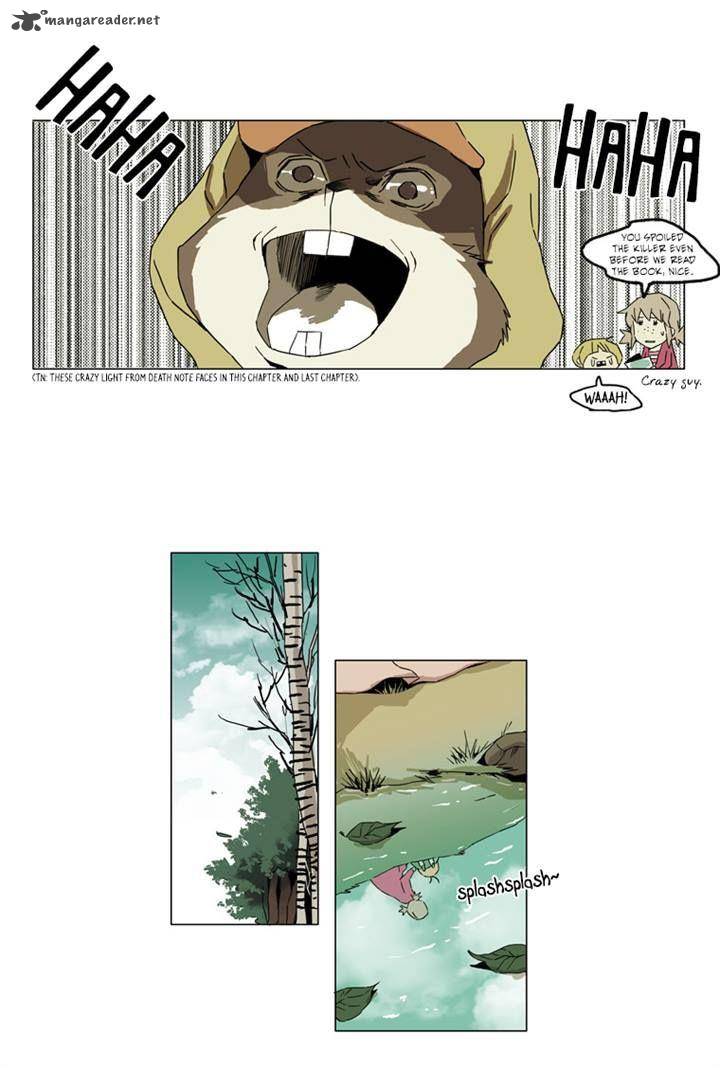 mangareader.net
HAHA
HAHA
YOU SPOILED
THE KILLER EVEN
BEFORE WE READ
THE BOOK, NICE.
(TN: THESE CRAZY LIGHT FROM DEATH NOTE FACES IN THIS CHAPTER AND LAST CHAPTER).
Crazy guy.
WAAAH!
splashsplash~